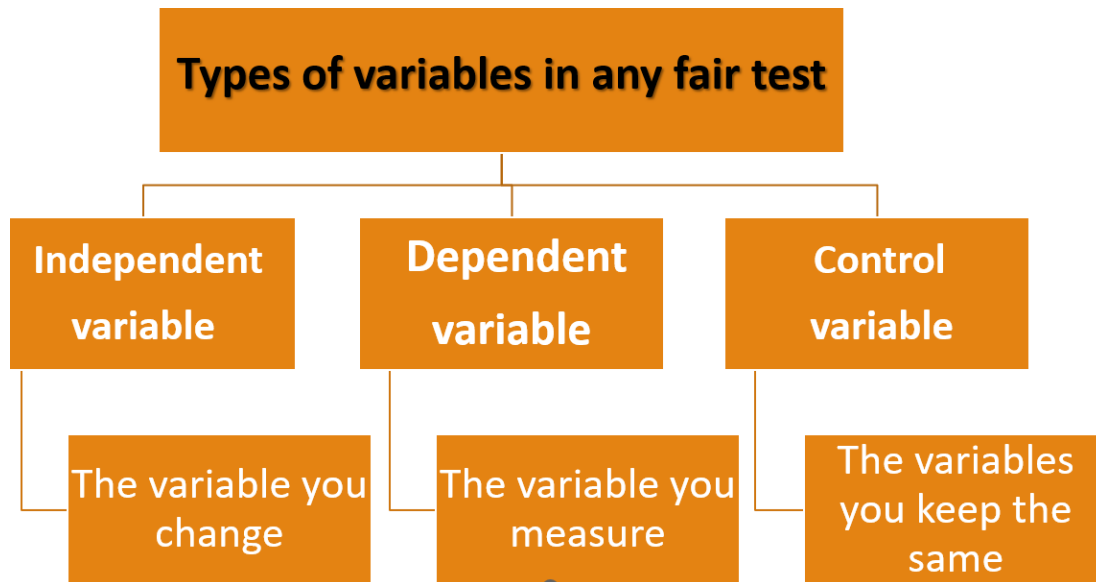 Types of variables in any fair test
Independent
variable
Dependent
variable
Control
variable
The variable you
change
The variable you
measure
The variables
you keep the
same